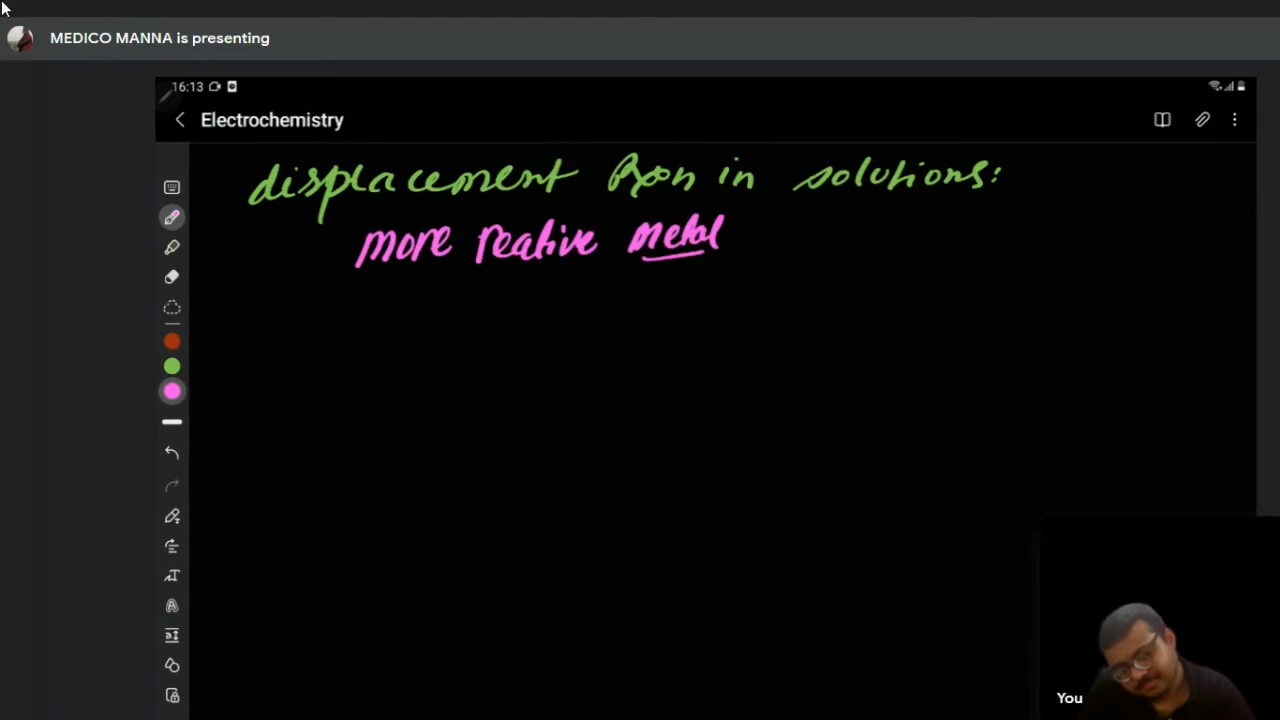 MEDICO MANNA is presenting
16:13
Electrochemistry
displacement Rxn in solutions:
more reative metal
You